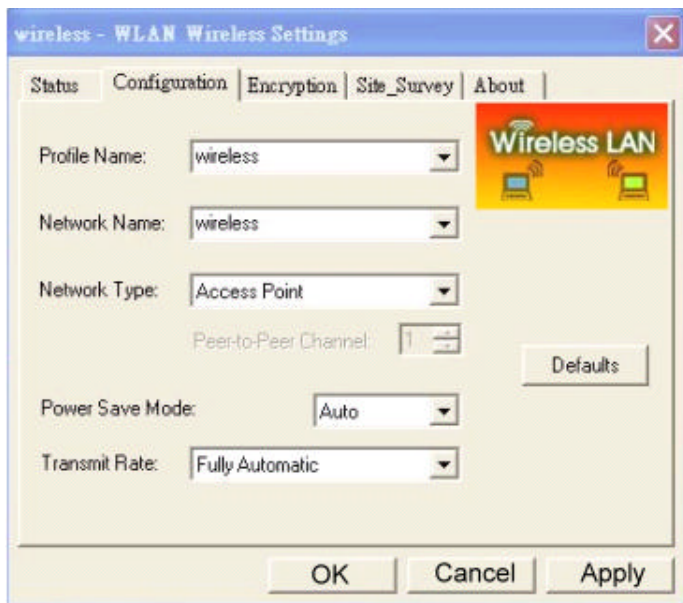 wireless - WLAN Wireless Settings
Status Configuration Encryption Site_Survey About
Wireless LAN
Profile Name: wireless
Network Name: wireless
Network Type: Access Point
Peer-to-Peer Channel: 1
Defaults
Power Save Mode: Auto
Transmit Rate: Fully Automatic
OK Cancel Apply